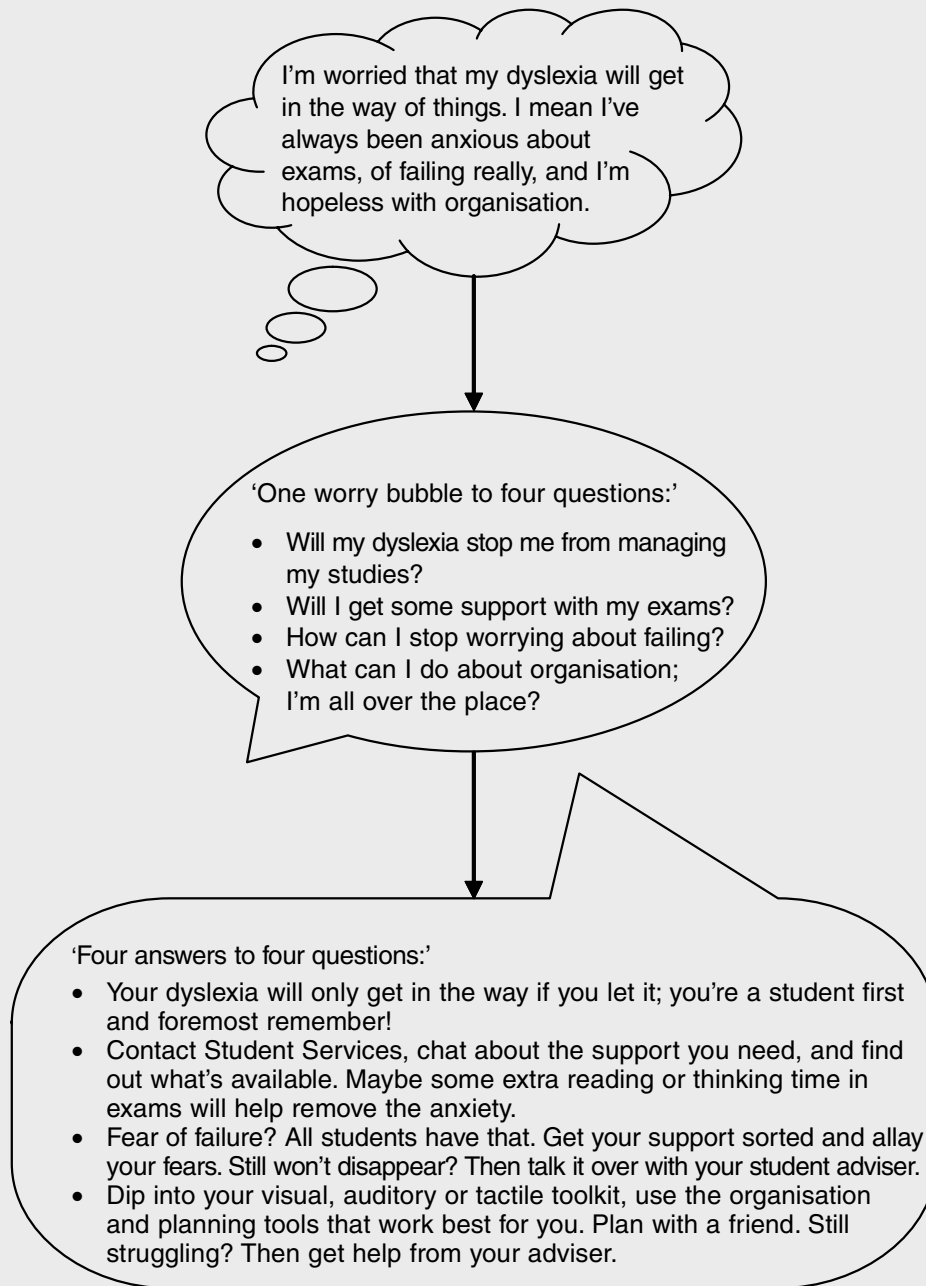 I’m worried that my dyslexia will get
in the way of things. I mean I’ve
always been anxious about
exams, of failing really, and I’m
hopeless with organisation.
‘One worry bubble to four questions:’
• Will my dyslexia stop me from managing
my studies?
• Will I get some support with my exams?
• How can I stop worrying about failing?
• What can I do about organisation;
I’m all over the place?
‘Four answers to four questions:’
• Your dyslexia will only get in the way if you let it; you’re a student first
and foremost remember!
• Contact Student Services, chat about the support you need, and find
out what’s available. Maybe some extra reading or thinking time in
exams will help remove the anxiety.
• Fear of failure? All students have that. Get your support sorted and allay
your fears. Still won’t disappear? Then talk it over with your student adviser.
• Dip into your visual, auditory or tactile toolkit, use the organisation
and planning tools that work best for you. Plan with a friend. Still
struggling? Then get help from your adviser.